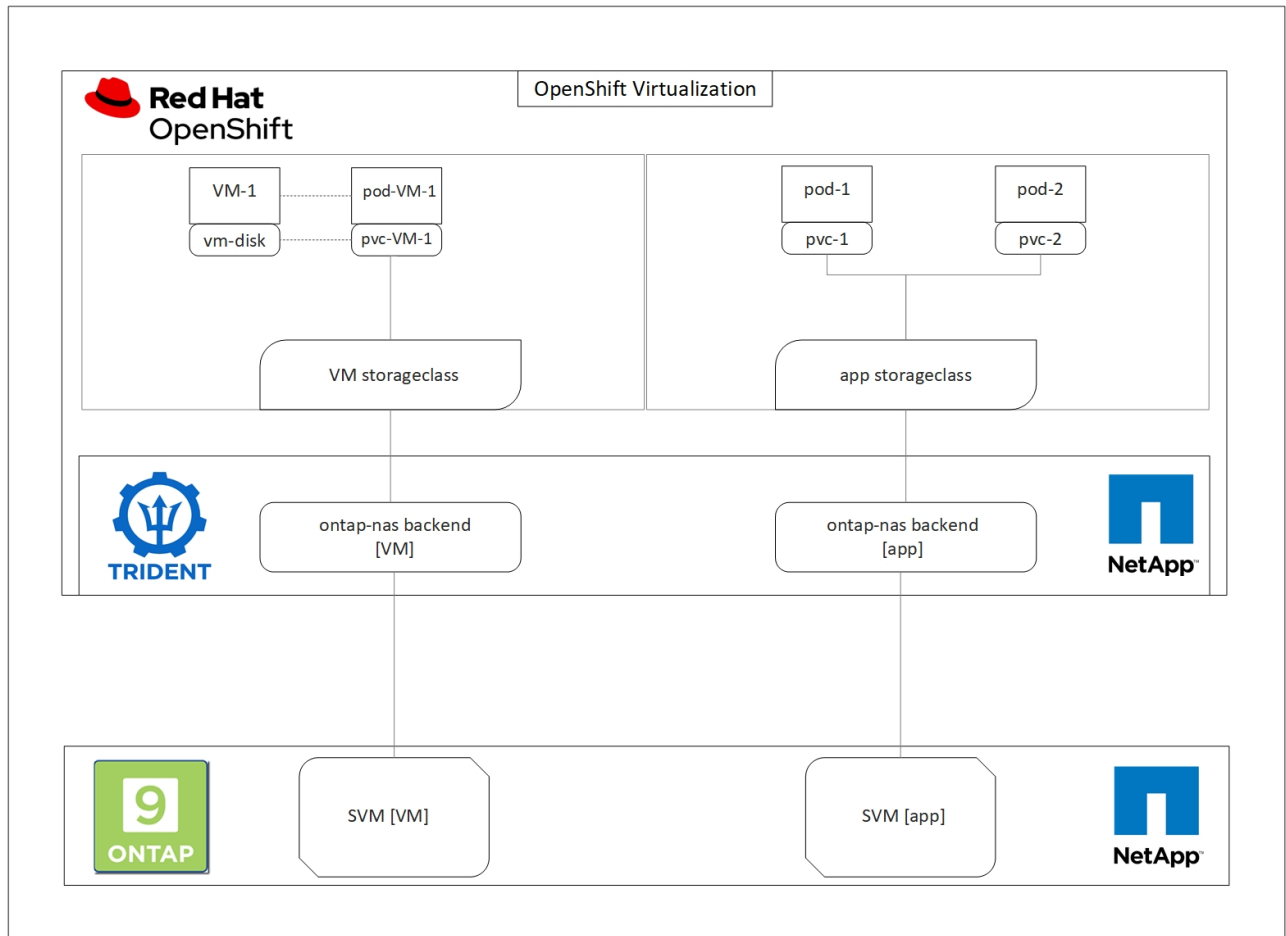 OpenShift Virtualization
Red Hat
OpenShift
VM-1
pod-VM-1
vm-disk
pvc-VM-1
pod-1
pod-2
pvc-1
pvc-2
VM storageclass
app storageclass
TRIDENT
ontap-nas backend
[VM]
ontap-nas backend
[app]
NetApp™
9
ONTAP
SVM [VM]
SVM [app]
NetApp™